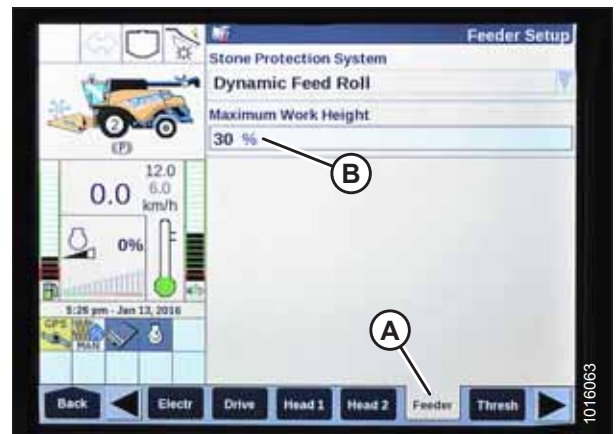 Feeder Setup
Stone Protection System
Dynamic Feed Roll
Maximum Work Height
30 %
B
2
(P)
12.0
0.0 6.0
km/h
0%
F
E
5:26 pm - Jan 13, 2016
GPS
MAN
A
Back Electr Drive Head 1 Head 2 Feeder Thresh
1016063